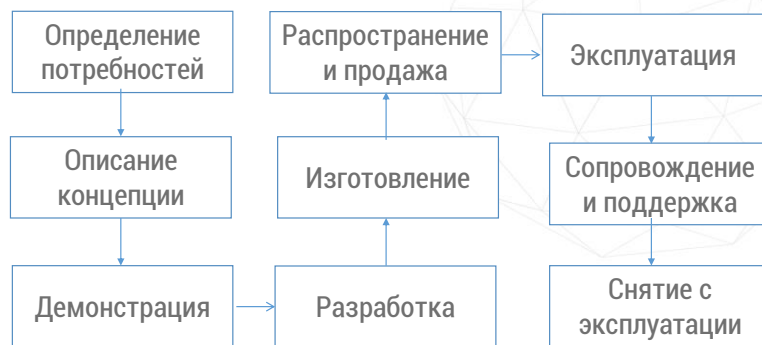 Определение
потребностей
Описание
концепции
Демонстрация
Разработка
Изготовление
Распространение
и продажа
Эксплуатация
Сопровождение
и поддержка
Снятие с
эксплуатации